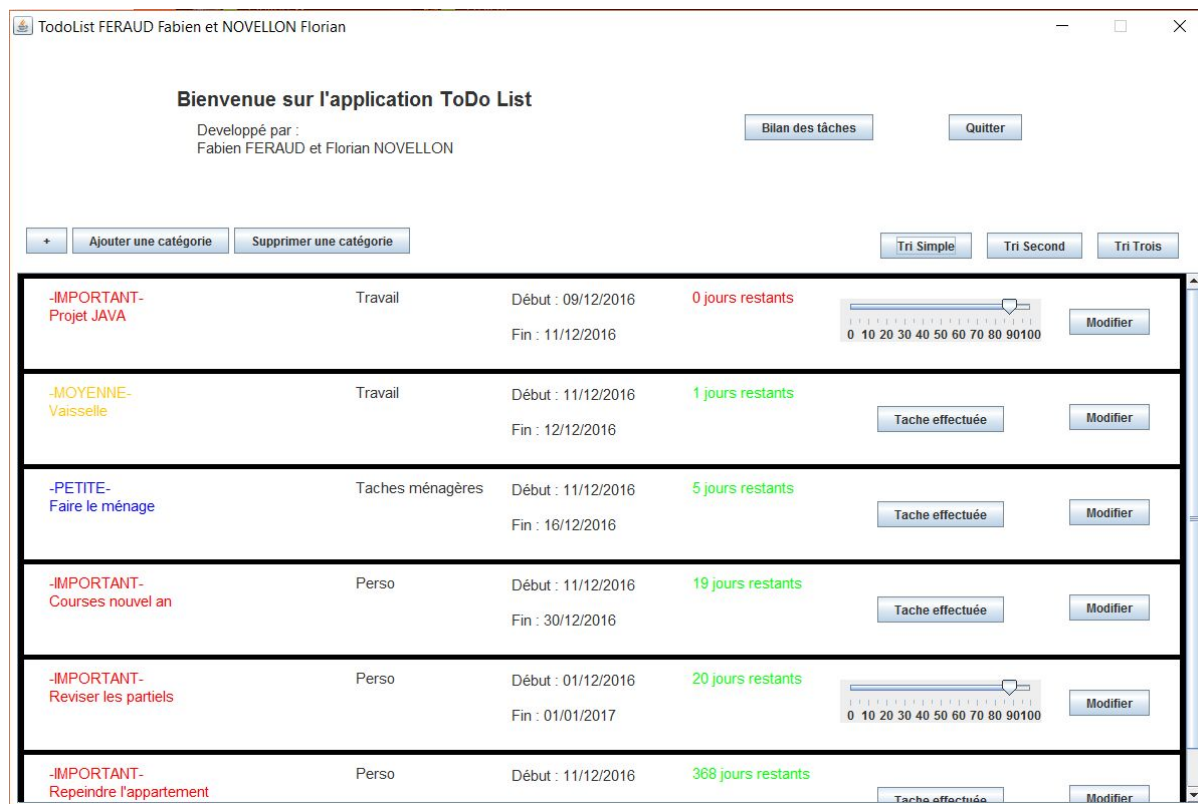 TodoList FERAUD Fabien et NOVELLON Florian
Bienvenue sur l'application ToDo List
Developpé par :
Fabien FERAUD et Florian NOVELLON
Bilan des tâches
Quitter
+
Ajouter une catégorie
Supprimer une catégorie
Tri Simple
Tri Second
Tri Trois
-IMPORTANT-
Projet JAVA
Travail
Début : 09/12/2016
Fin : 11/12/2016
0 jours restants
0 10 20 30 40 50 60 70 80 90100
Modifier
-MOYENNE-
Vaisselle
Travail
Début : 11/12/2016
Fin : 12/12/2016
1 jours restants
Tache effectuée
Modifier
-PETITE-
Faire le ménage
Taches ménagères
Début : 11/12/2016
Fin : 16/12/2016
5 jours restants
Tache effectuée
Modifier
-IMPORTANT-
Courses nouvel an
Perso
Début : 11/12/2016
Fin : 30/12/2016
19 jours restants
Tache effectuée
Modifier
-IMPORTANT-
Reviser les partiels
Perso
Début : 01/12/2016
Fin : 01/01/2017
20 jours restants
0 10 20 30 40 50 60 70 80 90100
Modifier
-IMPORTANT-
Repeindre l'appartement
Perso
Début : 11/12/2016
368 jours restants
Tache effectuée
Modifier